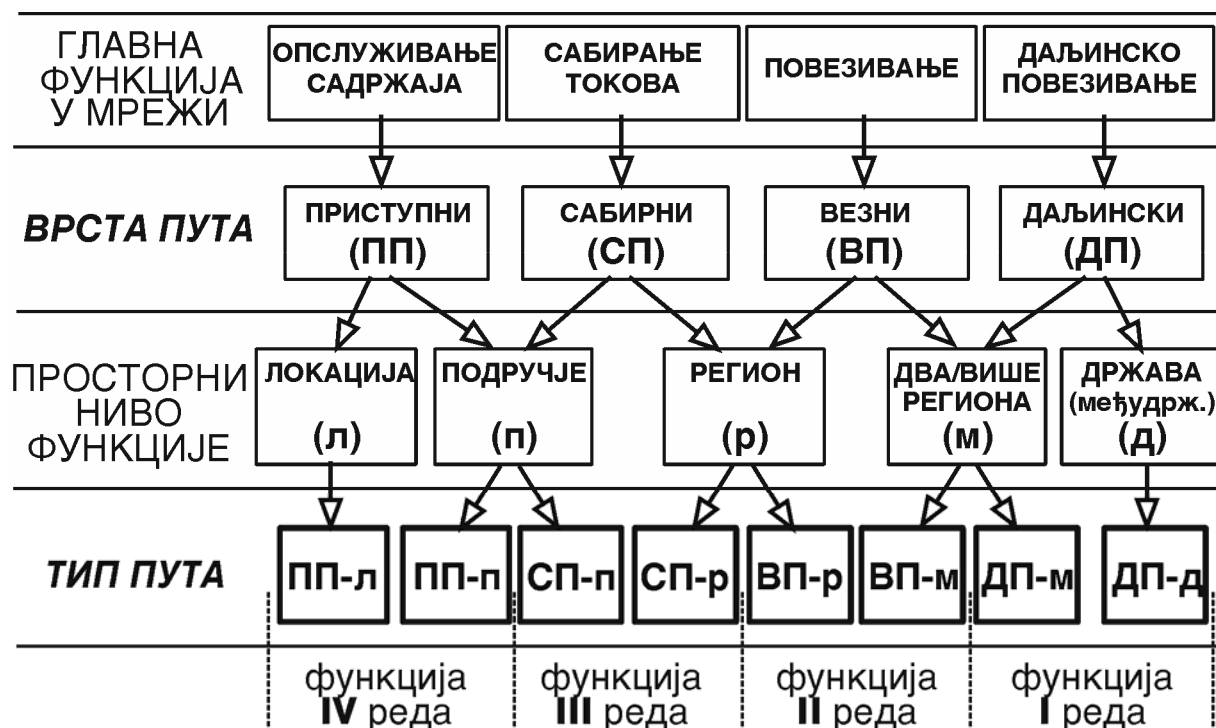 ГЛАВНА
ФУНКЦИЈА
У МРЕЖИ
ОПСЛУЖИВАЊЕ
САДРЖАЈА
САБИРАЊЕ
ТОКОВА
ПОВЕЗИВАЊЕ
ДАЉИНСКО
ПОВЕЗИВАЊЕ
ВРСТА ПУТА
ПРИСТУПНИ
(ПП)
САБИРНИ
(СП)
ВЕЗНИ
(ВП)
ДАЉИНСКИ
(ДП)
ПРОСТОРНИ
НИВО
ФУНКЦИЈЕ
ЛОКАЦИЈА
(л)
ПОДРУЧЈЕ
(п)
РЕГИОН
(р)
ДВА/ВИШЕ
РЕГИОНА
(м)
ДРЖАВА
(међудрж.)
(д)
ТИП ПУТА
ПП-л
ПП-п
СП-п
СП-р
ВП-р
ВП-м
ДП-м
ДП-д
функција
IV реда
функција
III реда
функција
II реда
функција
I реда